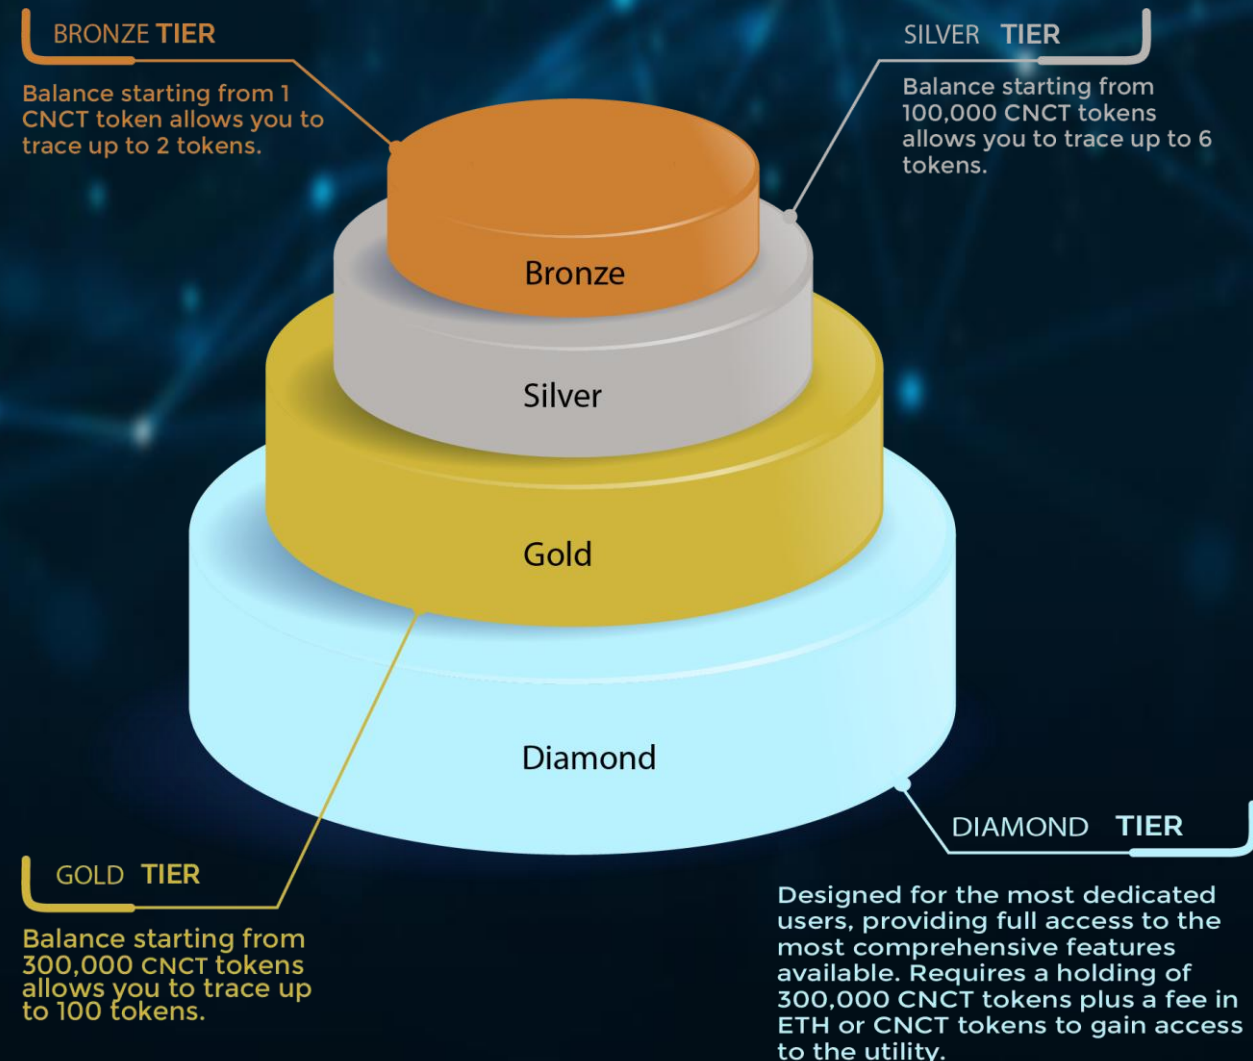 BRONZE TIER
Balance starting from 1
CNCT token allows you to
trace up to 2 tokens.
SILVER TIER
Balance starting from
100,000 CNCT tokens
allows you to trace up to 6
tokens.
Bronze
Silver
Gold
Diamond
GOLD TIER
Balance starting from
300,000 CNCT tokens
allows you to trace up
to 100 tokens.
DIAMOND TIER
Designed for the most dedicated
users, providing full access to the
most comprehensive features
available. Requires a holding of
300,000 CNCT tokens plus a fee in
ETH or CNCT tokens to gain access
to the utility.